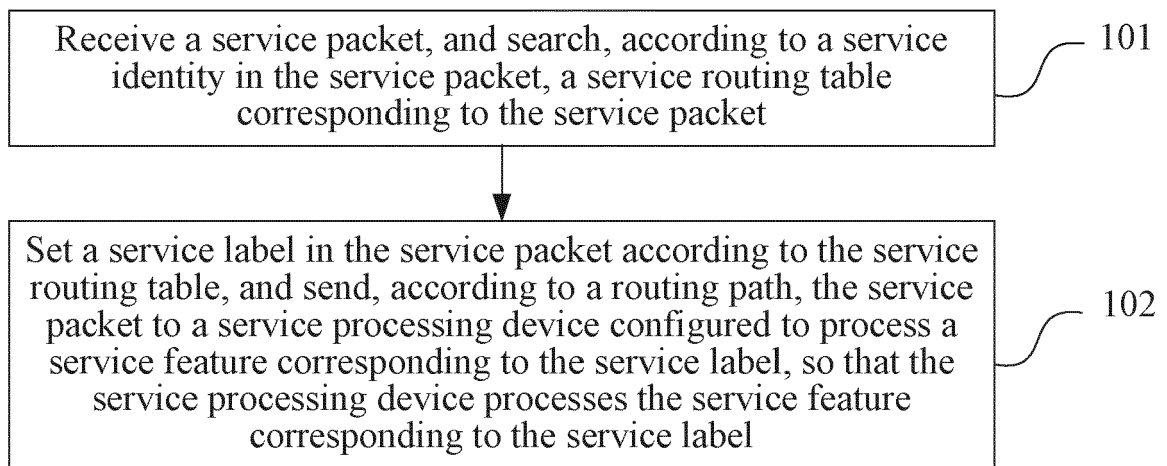 Receive a service packet, and search, according to a service
identity in the service packet, a service routing table
corresponding to the service packet
101
Set a service label in the service packet according to the service
routing table, and send, according to a routing path, the service
packet to a service processing device configured to process a
service feature corresponding to the service label, so that the
service processing device processes the service feature
corresponding to the service label
102